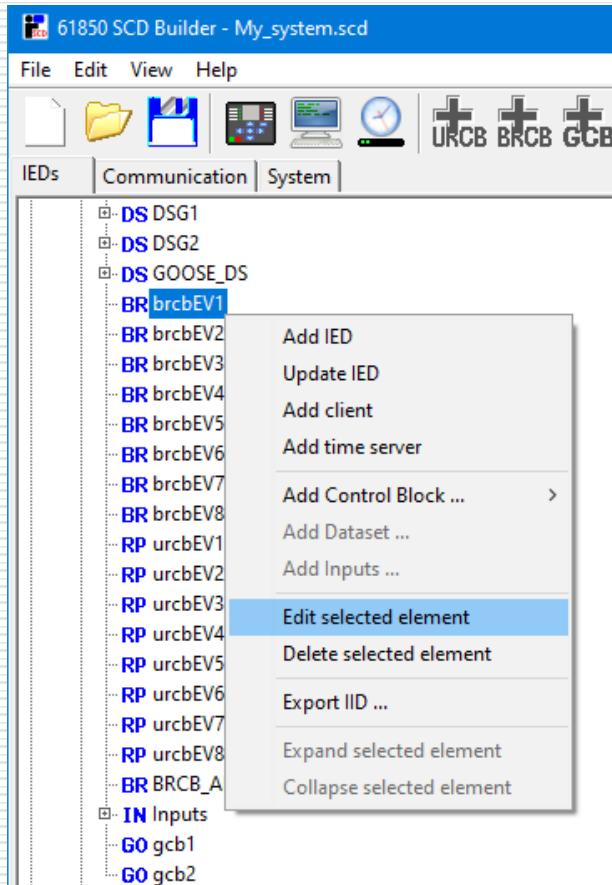 61850 SCD Builder - My_system.scd
File Edit View Help
URCB BRCB GCB
IEDs Communication System
DS DSG1
DS DSG2
DS GOOSE_DS
BR brcbEV1
BR brcbEV2
BR brcbEV3
BR brcbEV4
BR brcbEV5
BR brcbEV6
BR brcbEV7
BR brcbEV8
RP urcbEV1
RP urcbEV2
RP urcbEV3
RP urcbEV4
RP urcbEV5
RP urcbEV6
RP urcbEV7
RP urcbEV8
BR BRCB_A
IN Inputs
GO gcb1
GO gcb2
Add IED
Update IED
Add client
Add time server
Add Control Block ... >
Add Dataset ...
Add Inputs ...
Edit selected element
Delete selected element
Export IID ...
Expand selected element
Collapse selected element